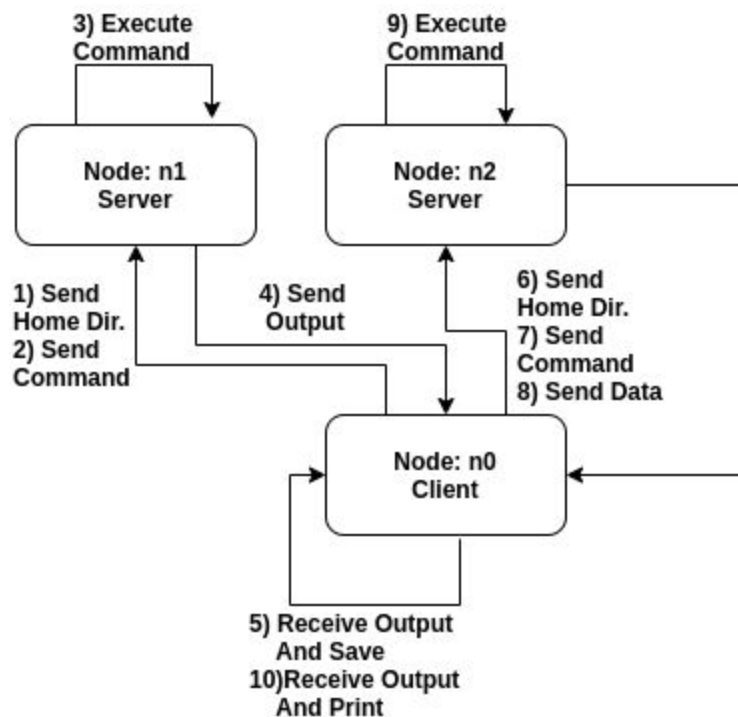 3) Execute
Command
9) Execute
Command
Node: n1
Server
Node: n2
Server
1) Send
Home Dir.
2) Send
Command
4) Send
Output
6) Send
Home Dir.
7) Send
Command
8) Send Data
Node: n0
Client
5) Receive Output
And Save
10)Receive Output
And Print